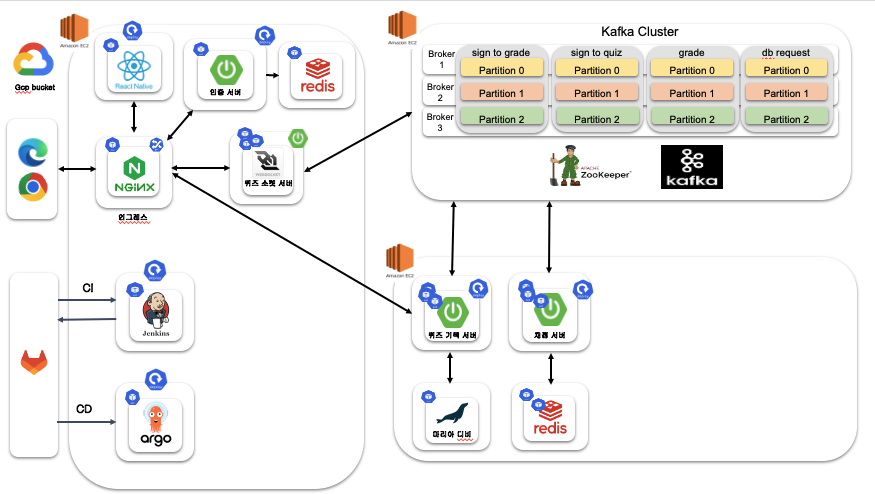 Gcp bucket
Amazon EC2
React Native
인증 서버
redis
NGiNX
인그레스
WEBSOCKET
퀴즈 소켓 서버
CI
Jenkins
CD
argo
Amazon EC2
Kafka Cluster
sign to grade
sign to quiz
grade
db request
Broker
1
Partition 0
Partition 0
Partition 0
Partition 0
Broker
2
Partition 1
Partition 1
Partition 1
Partition 1
Broker
3
Partition 2
Partition 2
Partition 2
Partition 2
APACHE
ZooKeeper
kafka
Amazon EC2
퀴즈 기록 서버
채점 서버
마리아 디비
redis